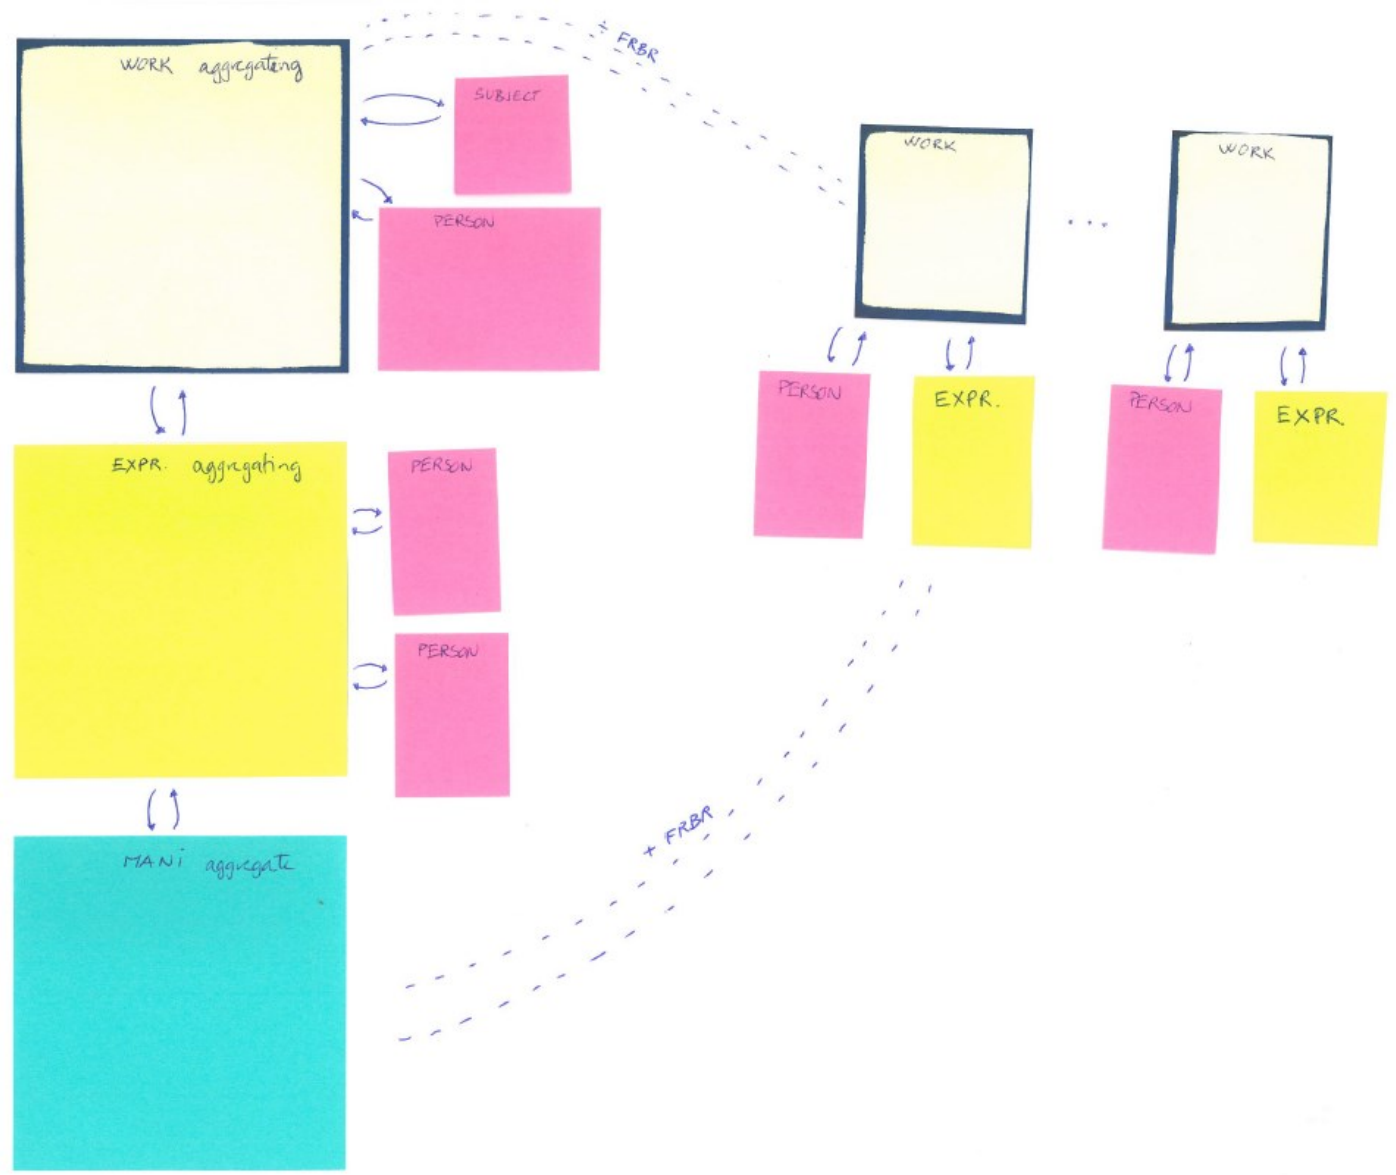 WORK aggregating
± FRBR
SUBJECT
PERSON
WORK
...
WORK
PERSON
EXPR.
PERSON
EXPR.
EXPR. aggregating
PERSON
PERSON
+ FRBR
MANi aggregate